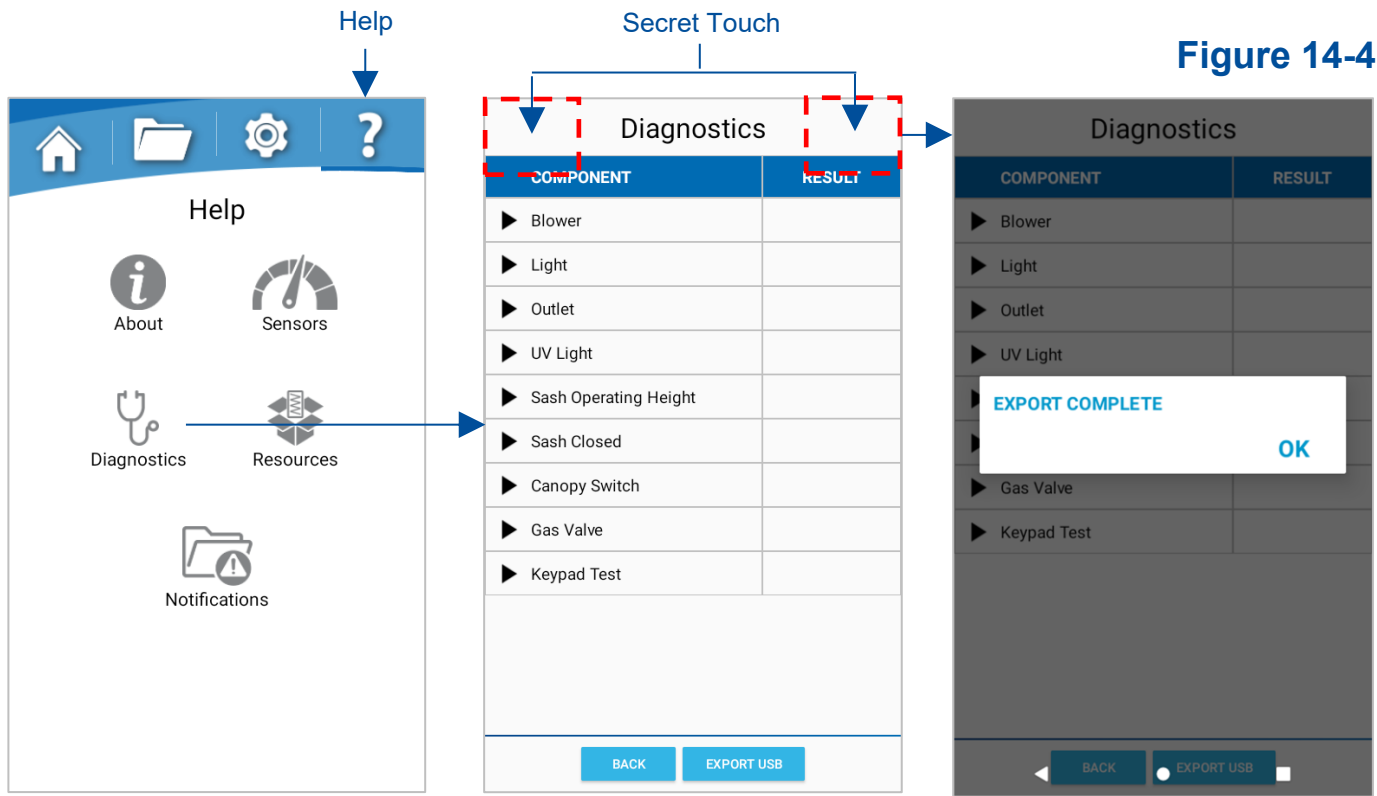 Help
Secret Touch
Figure 14-4
Help
About
Sensors
Diagnostics
Resources
Notifications
Diagnostics
COMPONENT RESULT
Blower
Light
Outlet
UV Light
Sash Operating Height
Sash Closed
Canopy Switch
Gas Valve
Keypad Test
BACK EXPORT USB
Diagnostics
COMPONENT RESULT
Blower
Light
Outlet
UV Light
EXPORT COMPLETE
OK
Gas Valve
Keypad Test
BACK EXPORT USB